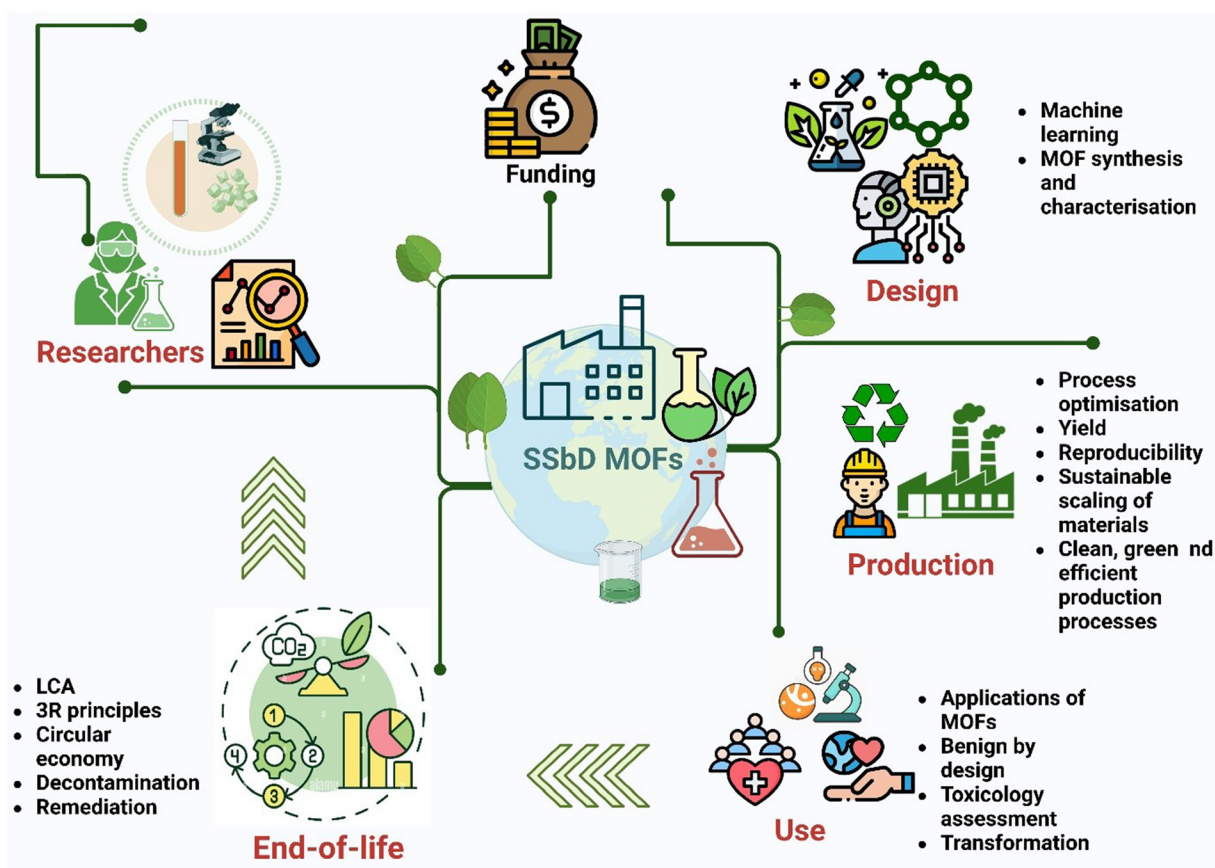 Funding
• Machine
learning
• MOF synthesis
and
characterisation
Design
Researchers
SSbD MOFs
• Process
optimisation
• Yield
• Reproducibility
• Sustainable
scaling of
materials
• Clean, green nd
efficient
production
processes
Production
CO2
1
2
3
4
• LCA
• 3R principles
• Circular
economy
• Decontamination
• Remediation
End-of-life
• Applications of
MOFs
• Benign by
design
• Toxicology
assessment
• Transformation
Use